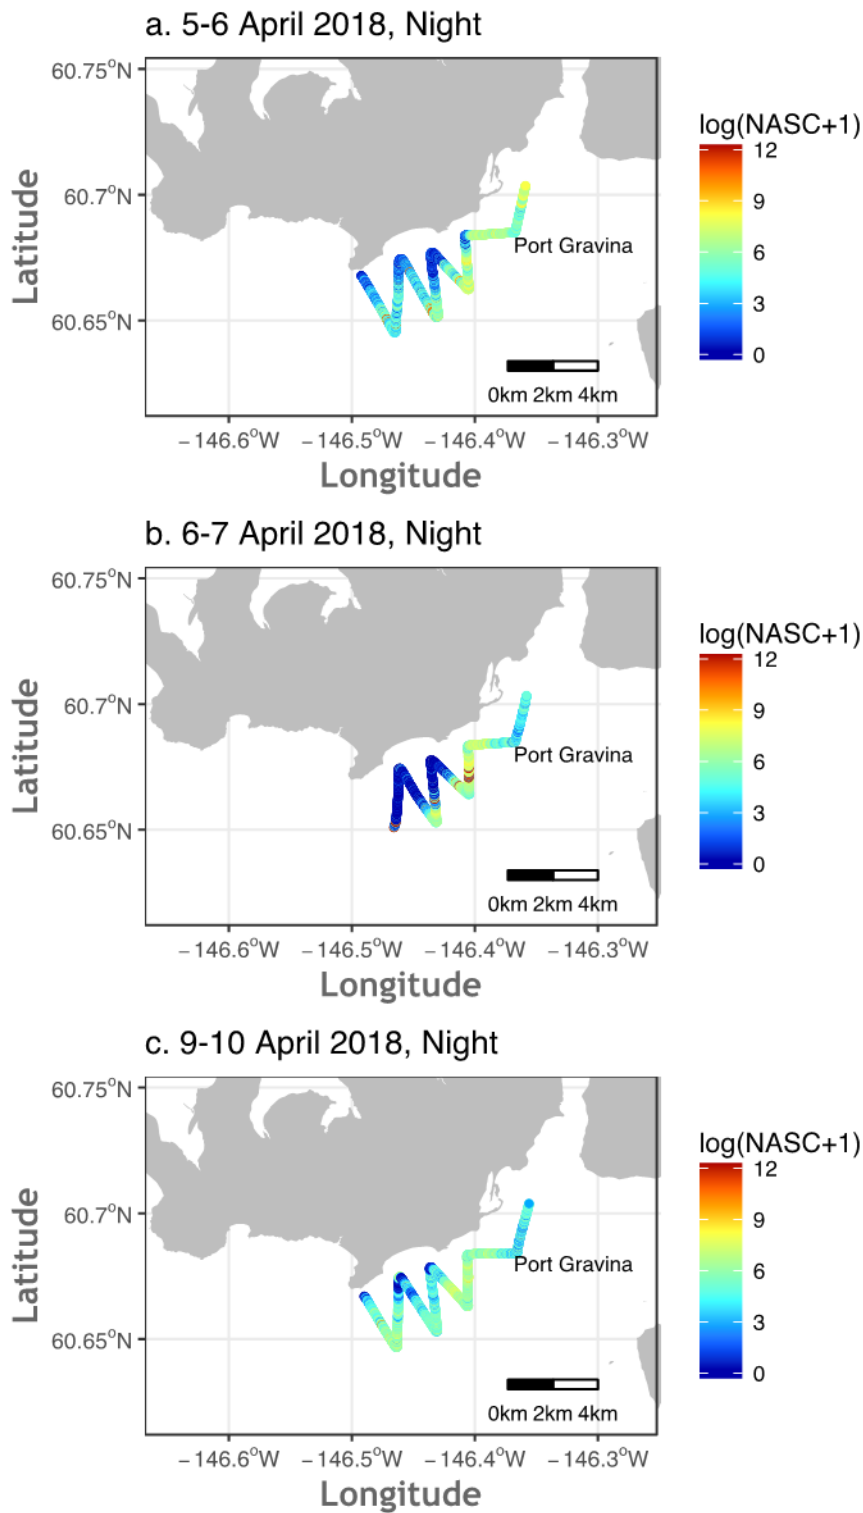 a. 5-6 April 2018, Night
60.75°N
60.7°N
60.65°N
Latitude
Port Gravina
0km 2km 4km
−146.6°W −146.5°W −146.4°W −146.3°W
Longitude
log(NASC+1)
12
9
6
3
0
b. 6-7 April 2018, Night
60.75°N
60.7°N
60.65°N
Latitude
Port Gravina
0km 2km 4km
−146.6°W −146.5°W −146.4°W −146.3°W
Longitude
log(NASC+1)
12
9
6
3
0
c. 9-10 April 2018, Night
60.75°N
60.7°N
60.65°N
Latitude
Port Gravina
0km 2km 4km
−146.6°W −146.5°W −146.4°W −146.3°W
Longitude
log(NASC+1)
12
9
6
3
0